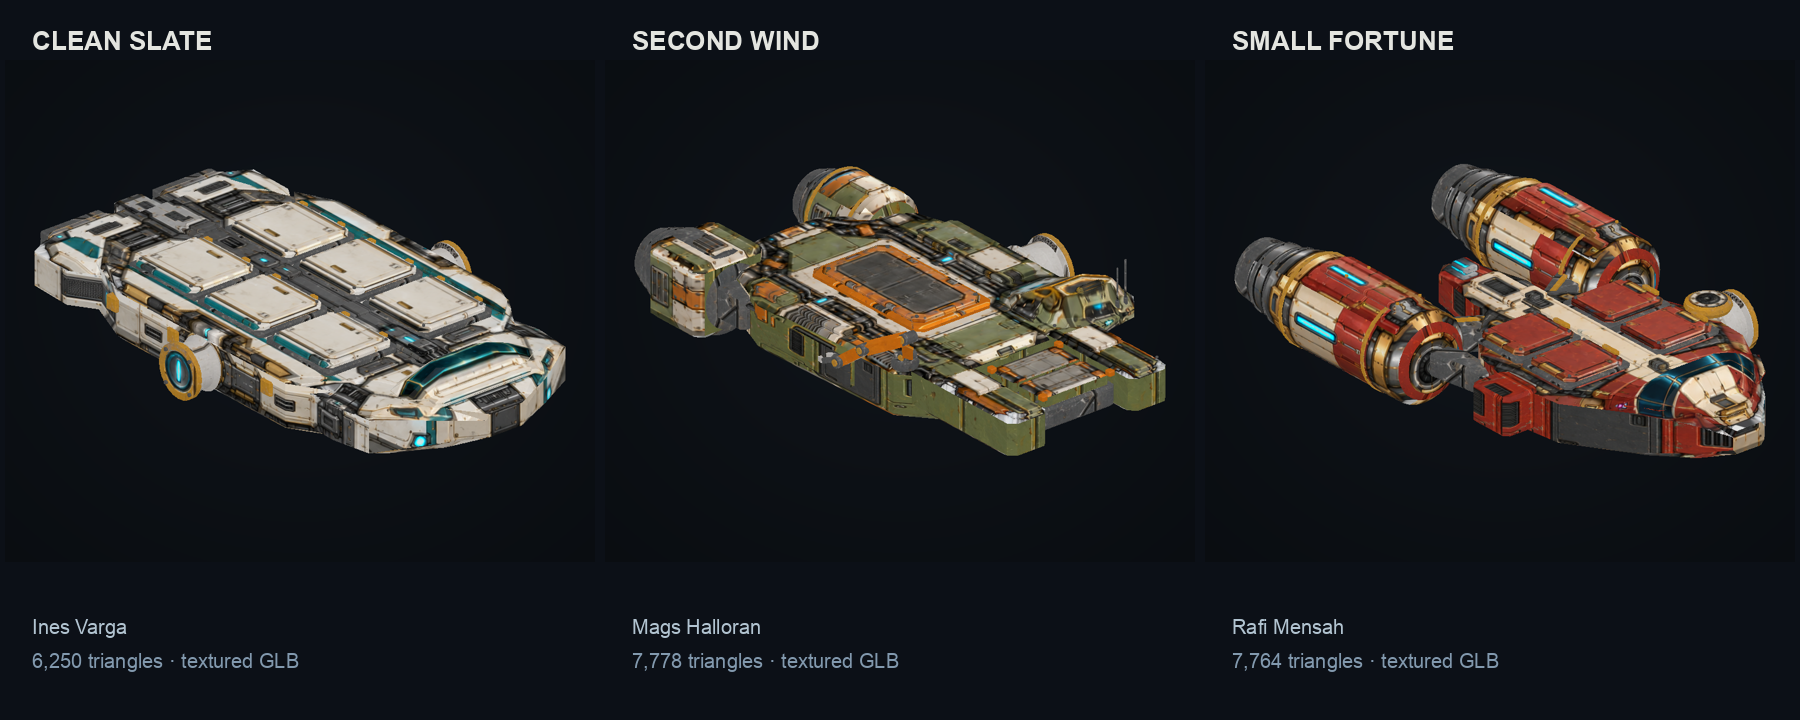 CLEAN SLATE
SECOND WIND
SMALL FORTUNE
Ines Varga
6,250 triangles · textured GLB
Mags Halloran
7,778 triangles · textured GLB
Rafi Mensah
7,764 triangles · textured GLB